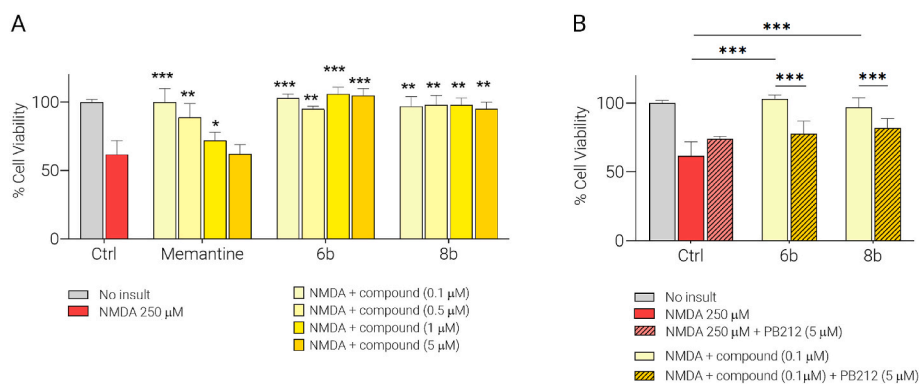 A
% Cell Viability
100
50
0
***
**
*
***
**
***
***
**
**
**
**
Ctrl
Memantine
6b
8b
No insult
NMDA 250 μM
NMDA + compound (0.1 μM)
NMDA + compound (0.5 μM)
NMDA + compound (1 μM)
NMDA + compound (5 μM)
B
% Cell Viability
100
50
0
***
***
***
***
Ctrl
6b
8b
No insult
NMDA 250 μM
NMDA 250 μM + PB212 (5 μM)
NMDA + compound (0.1 μM)
NMDA + compound (0.1μM) + PB212 (5 μM)